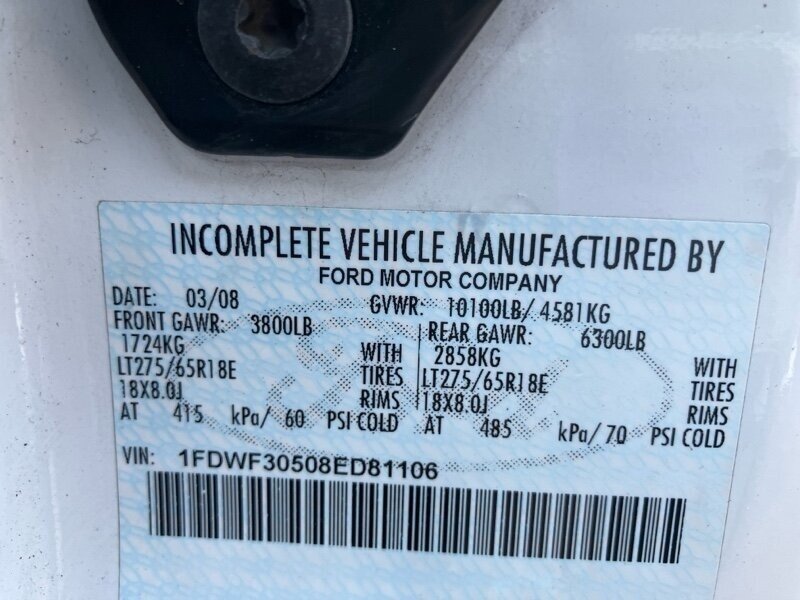 INCOMPLETE VEHICLE MANUFACTURED BY
FORD MOTOR COMPANY
DATE: 03/08 GVWR: 10100LB/ 4581KG
FRONT GAWR: 3800LB REAR GAWR: 6300LB
1724KG WITH 2858KG WITH
LT275/65R18E TIRES LT275/65R18E TIRES
18X8.0J RIMS 18X8.0J RIMS
AT 415 kPa/ 60 PSI COLD AT 485 kPa/ 70 PSI COLD
VIN: 1FDWF30508ED81106